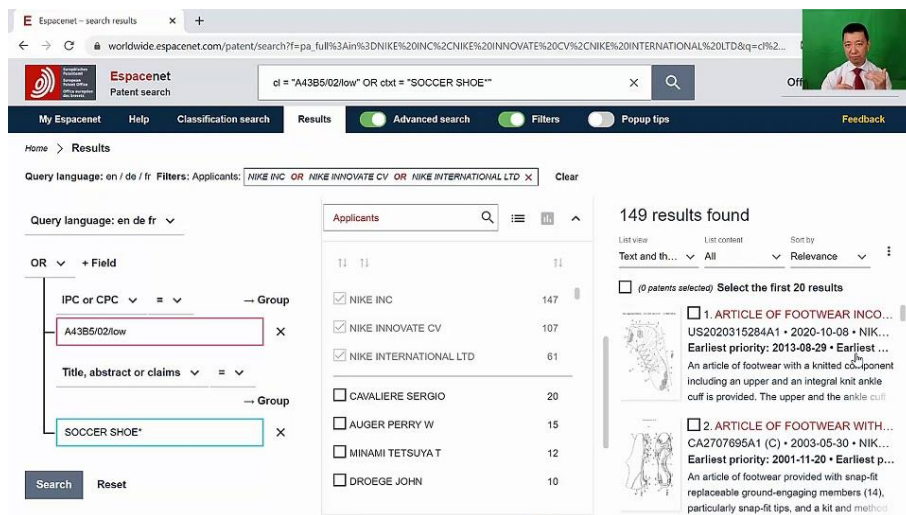 Espacenet – search results
worldwide.espacenet.com/patent/search?f=pa_full%3Ain%3DNIKE%20INC%2CNIKE%20INNOVATE%20CV%2CNIKE%20INTERNATIONAL%20LTD&q=cl%2...
Espacenet
Patent search
cl = "A43B5/02/low" OR ctxt = "SOCCER SHOE*"
Off
My Espacenet Help Classification search Results Advanced search Filters Popup tips Feedback
Home > Results
Query language: en / de / fr Filters: Applicants: NIKE INC OR NIKE INNOVATE CV OR NIKE INTERNATIONAL LTD × Clear
Query language: en de fr
OR + Field
IPC or CPC = → Group
A43B5/02/low
Title, abstract or claims =
→ Group
SOCCER SHOE*
Search Reset
Applicants
NIKE INC 147
NIKE INNOVATE CV 107
NIKE INTERNATIONAL LTD 61
CAVALIERE SERGIO 20
AUGER PERRY W 15
MINAMI TETSUYA T 12
DROEGE JOHN 10
149 results found
List view List content Sort by
Text and th... All Relevance
(0 patents selected) Select the first 20 results
1. ARTICLE OF FOOTWEAR INCO...
US2020315284A1 • 2020-10-08 • NIK...
Earliest priority: 2013-08-29 • Earliest ...
An article of footwear with a knitted component
including an upper and an integral knit ankle
cuff is provided. The upper and the ankle cuff
2. ARTICLE OF FOOTWEAR WITH...
CA2707695A1 (C) • 2003-05-30 • NIK...
Earliest priority: 2001-11-20 • Earliest p...
An article of footwear provided with snap-fit
replaceable ground-engaging members (14),
particularly snap-fit tips, and a kit and method